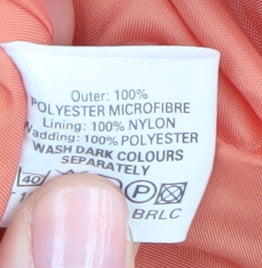 Outer: 100%
POLYESTER MICROFIBRE
Lining: 100% NYLON
Wadding: 100% POLYESTER
WASH DARK COLOURS
SEPARATELY
40 P
BRLC